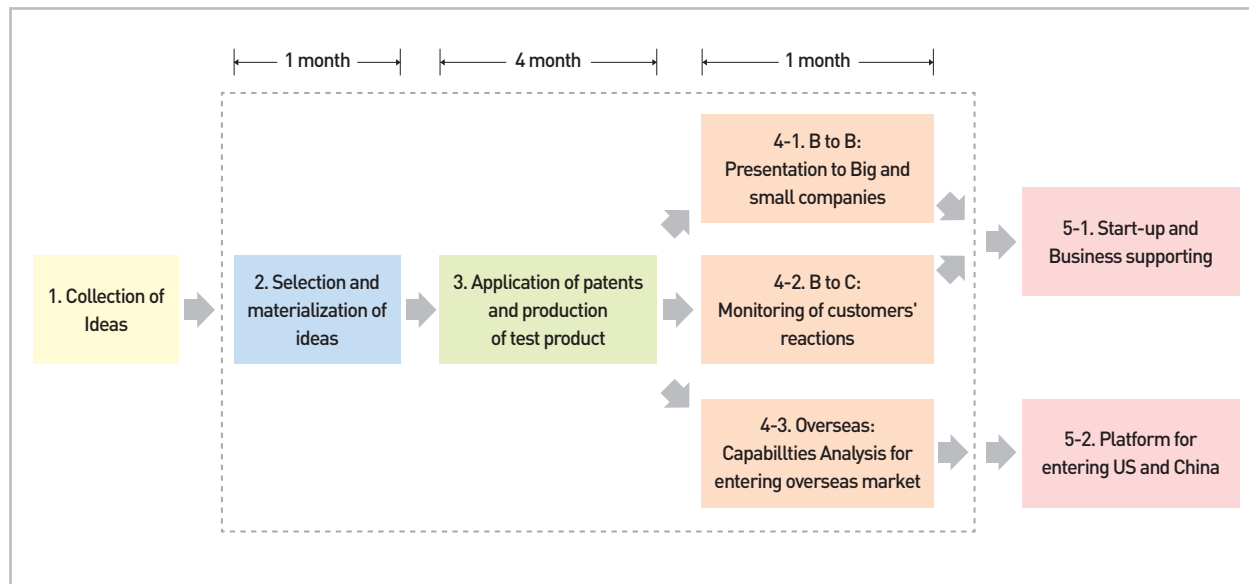 1 month
4 month
1 month
1. Collection of
Ideas
2. Selection and
materialization of
ideas
3. Application of patents
and production
of test product
4-1. B to B:
Presentation to Big and
small companies
4-2. B to C:
Monitoring of customers'
reactions
4-3. Overseas:
Capabillties Analysis for
entering overseas market
5-1. Start-up and
Business supporting
5-2. Platform for
entering US and China